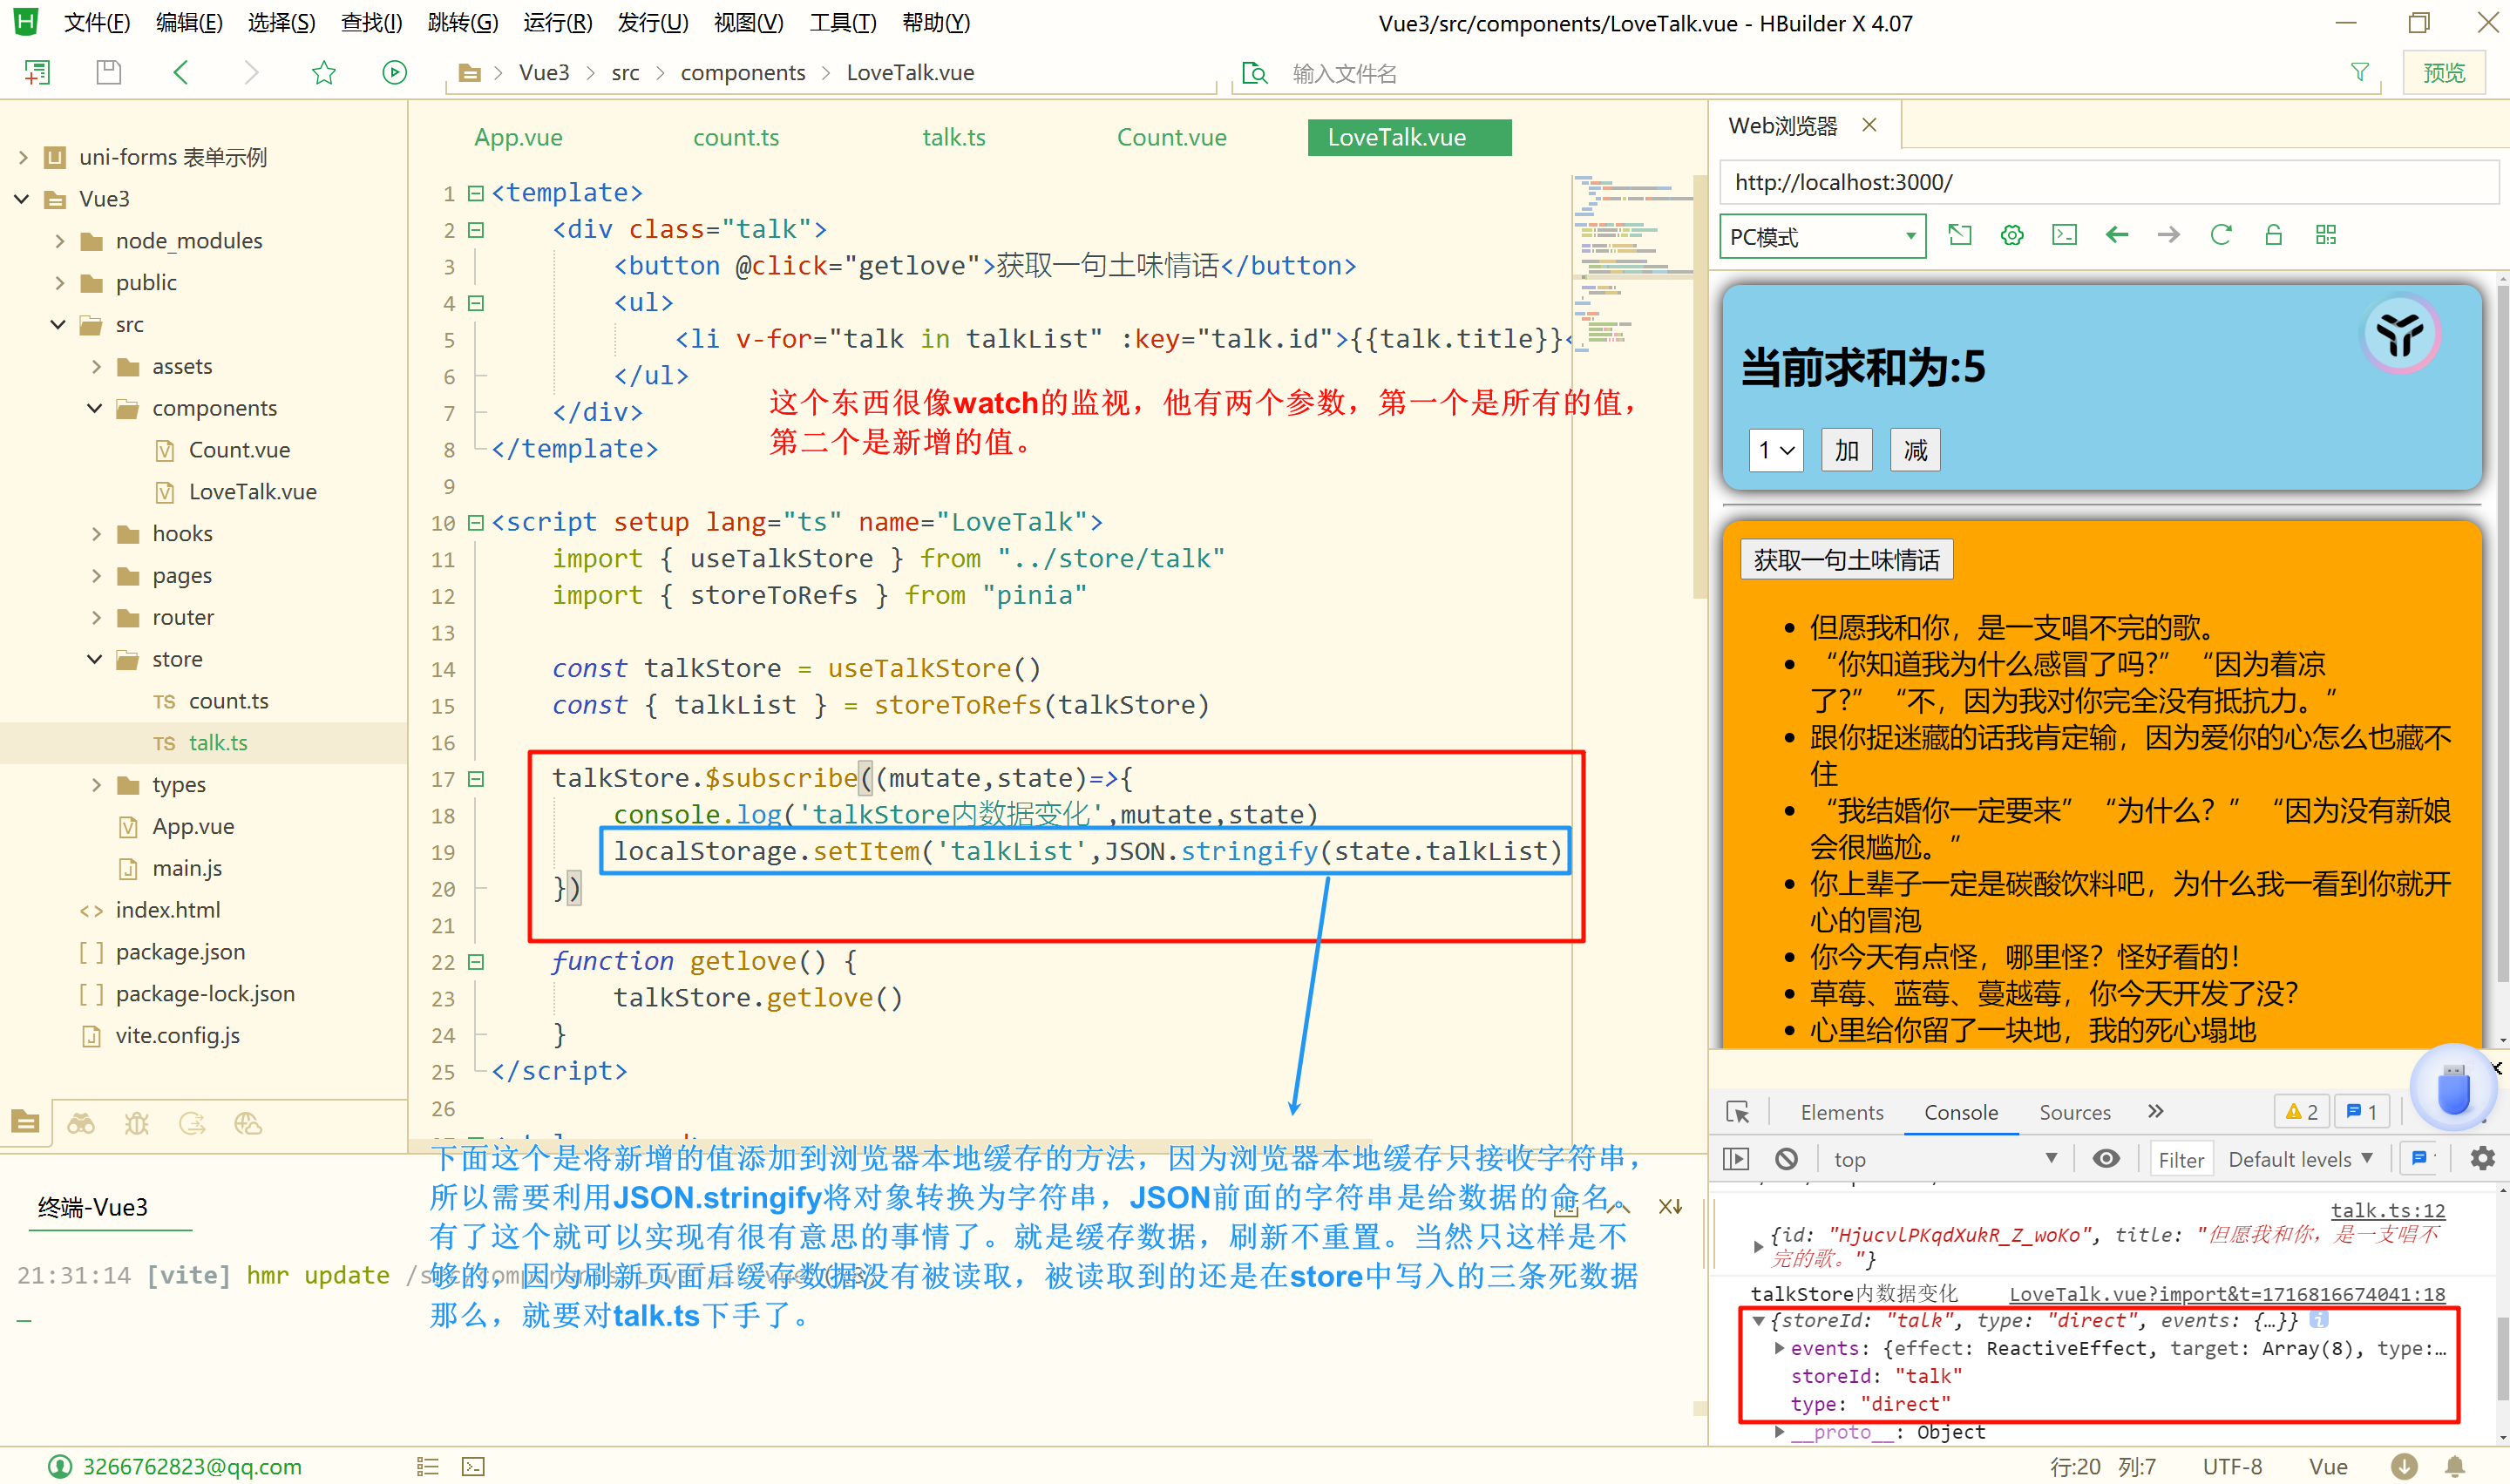 文件(F) 编辑(E) 选择(S) 查找(I) 跳转(G) 运行(R) 发行(U) 视图(V) 工具(T) 帮助(Y) Vue3/src/components/LoveTalk.vue - HBuilder X 4.07
Vue3 src components LoveTalk.vue 输入文件名 预览
uni-forms 表单示例
Vue3
node_modules
public
src
assets
components
Count.vue
LoveTalk.vue
hooks
pages
router
store
TS count.ts
TS talk.ts
types
App.vue
main.js
index.html
package.json
package-lock.json
vite.config.js
App.vue count.ts talk.ts Count.vue LoveTalk.vue
1 <template>
2 <div class="talk">
3 <button @click="getlove">获取一句土味情话</button>
4 <ul>
5 <li v-for="talk in talkList" :key="talk.id">{{talk.title}}<
6 </ul>
7 </div>
8 </template>
这个东西很像watch的监视，他有两个参数，第一个是所有的值，
第二个是新增的值。
9
10 <script setup lang="ts" name="LoveTalk">
11 import { useTalkStore } from "../store/talk"
12 import { storeToRefs } from "pinia"
13
14 const talkStore = useTalkStore()
15 const { talkList } = storeToRefs(talkStore)
16
17 talkStore.$subscribe((mutate,state)=>{
18 console.log('talkStore内数据变化',mutate,state)
19 localStorage.setItem('talkList',JSON.stringify(state.talkList)
20 })
21
22 function getlove() {
23 talkStore.getlove()
24 }
25 </script>
26
下面这个是将新增的值添加到浏览器本地缓存的方法，因为浏览器本地缓存只接收字符串，
所以需要利用JSON.stringify将对象转换为字符串，JSON前面的字符串是给数据的命名。
有了这个就可以实现有很有意思的事情了。就是缓存数据，刷新不重置。当然只这样是不
够的，因为刷新页面后缓存数据没有被读取，被读取到的还是在store中写入的三条死数据
那么，就要对talk.ts下手了。
终端-Vue3
21:31:14 [vite] hmr update
Web浏览器
http://localhost:3000/
PC模式
当前求和为:5
1 加 减
获取一句土味情话
但愿我和你，是一支唱不完的歌。
“你知道我为什么感冒了吗?” “因为着凉
了?” “不，因为我对你完全没有抵抗力。”
跟你捉迷藏的话我肯定输，因为爱你的心怎么也藏不
住
“我结婚你一定要来” “为什么？” “因为没有新娘
会很尴尬。”
你上辈子一定是碳酸饮料吧，为什么我一看到你就开
心的冒泡
你今天有点怪，哪里怪？怪好看的！
草莓、蓝莓、蔓越莓，你今天开发了没？
心里给你留了一块地，我的死心塌地
Elements Console Sources 2 1
top Filter Default levels
talk.ts:12
{id: "HjucvlPKqdXukR_Z_woKo", title: "但愿我和你，是一支唱不
完的歌。"}
talkStore内数据变化 LoveTalk.vue?import&t=1716816674041:18
{storeId: "talk", type: "direct", events: {…}}
events: {effect: ReactiveEffect, target: Array(8), type:…
storeId: "talk"
type: "direct"
__proto__: Object
3266762823@qq.com 行:20 列:7 UTF-8 Vue